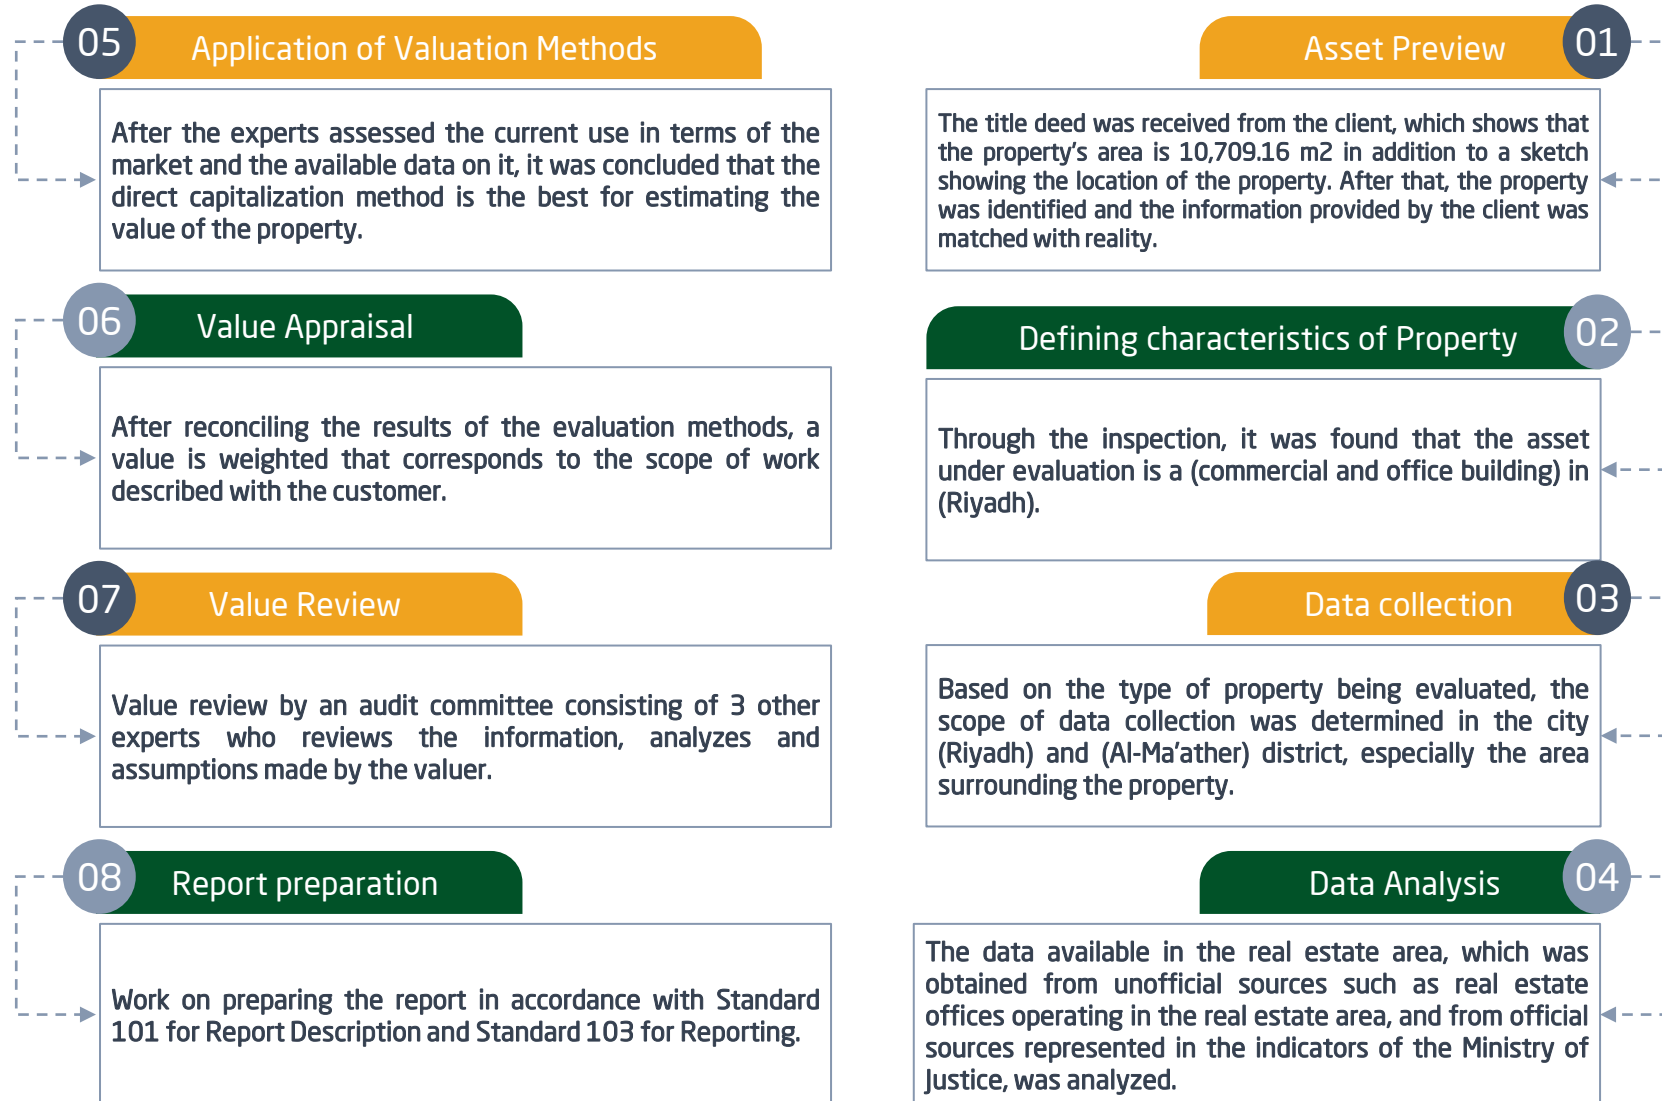 01
Asset Preview
The title deed was received from the client, which shows that
the property's area is 10,709.16 m2 in addition to a sketch
showing the location of the property. After that, the property
was identified and the information provided by the client was
matched with reality.
02
Defining characteristics of Property
Through the inspection, it was found that the asset
under evaluation is a (commercial and office building) in
(Riyadh).
03
Data collection
Based on the type of property being evaluated, the
scope of data collection was determined in the city
(Riyadh) and (Al-Ma'ather) district, especially the area
surrounding the property.
04
Data Analysis
The data available in the real estate area, which was
obtained from unofficial sources such as real estate
offices operating in the real estate area, and from official
sources represented in the indicators of the Ministry of
Justice, was analyzed.
05
Application of Valuation Methods
After the experts assessed the current use in terms of the
market and the available data on it, it was concluded that the
direct capitalization method is the best for estimating the
value of the property.
06
Value Appraisal
After reconciling the results of the evaluation methods, a
value is weighted that corresponds to the scope of work
described with the customer.
07
Value Review
Value review by an audit committee consisting of 3 other
experts who reviews the information, analyzes and
assumptions made by the valuer.
08
Report preparation
Work on preparing the report in accordance with Standard
101 for Report Description and Standard 103 for Reporting.